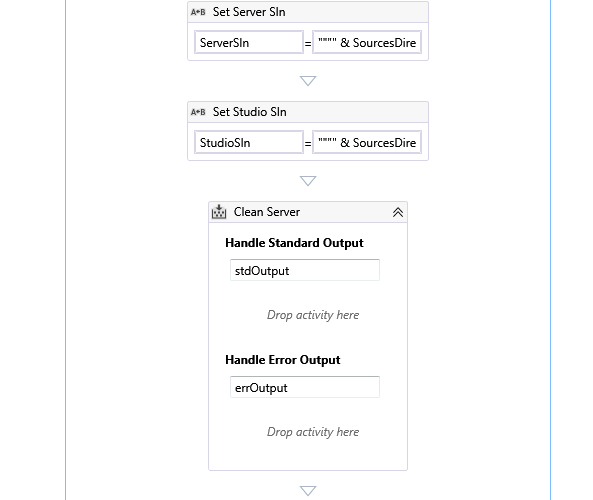 A+B Set Server Sln
ServerSln = """" & SourcesDire
A+B Set Studio Sln
StudioSln = """" & SourcesDire
Clean Server
Handle Standard Output
stdOutput
Drop activity here
Handle Error Output
errOutput
Drop activity here